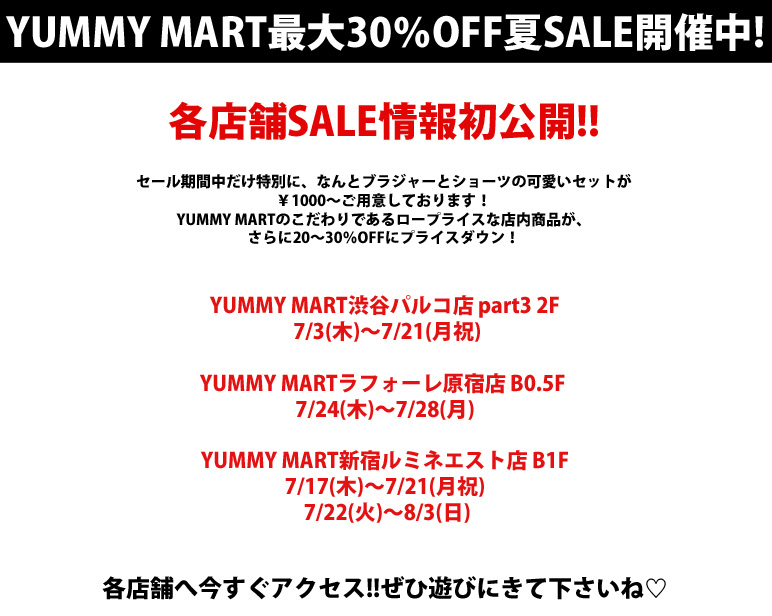 YUMMY MART最大30%OFF夏SALE開催中!
各店舗SALE情報初公開!!
セール期間中だけ特別に、なんとブラジャーとショーツの可愛いセットが
￥1000～ご用意しております！
YUMMY MARTのこだわりであるロープライスな店内商品が、
さらに20～30%OFFにプライスダウン！
YUMMY MART渋谷パルコ店 part3 2F
7/3(木)～7/21(月祝)
YUMMY MARTラフォーレ原宿店 B0.5F
7/24(木)～7/28(月)
YUMMY MART新宿ルミネエスト店 B1F
7/17(木)～7/21(月祝)
7/22(火)～8/3(日)
各店舗へ今すぐアクセス!!ぜひ遊びにきて下さいね♡